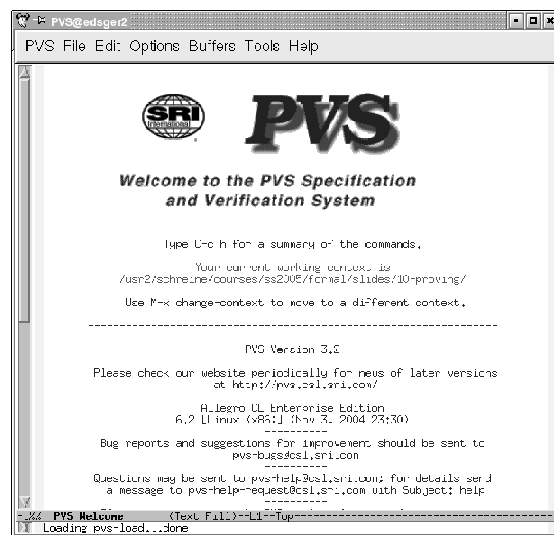 PVS@edsger2
PVS File Edit Options Buffers Tools Help
SRI
International
PVS
Welcome to the PVS Specification
and Verification System
Type C-c h for a summary of the commands.
Your current working context is
/usr2/schreine/courses/ss2005/formal/slides/10-proving/
Use M-x change-context to move to a different context.
PVS Version 3.2
Please check our website periodically for news of later versions
at http://pvs.csl.sri.com/
Allegro CL Enterprise Edition
6.2 [Linux (x86)] (Nov 3, 2004 23:30)
----------
Bug reports and suggestions for improvement should be sent to
pvs-bugs@csl.sri.com
----------
Questions may be sent to pvs-help@csl.sri.com; for details send
a message to pvs-help-request@csl.sri.com with Subject: help
----------
-.%% PVS Welcome (Text Fill)--L1--Top
Loading pvs-load...done